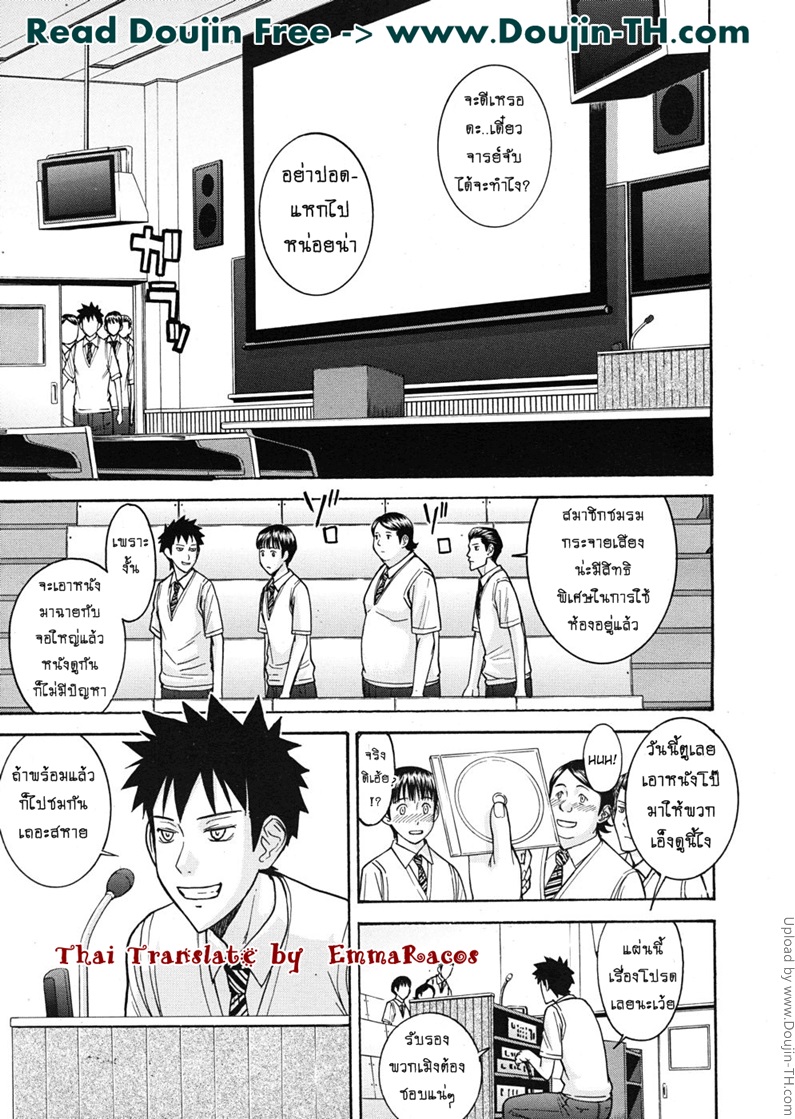 Read Doujin Free -> www.Doujin-TH.com
จะดีเหรอ
คะ..เดี๋ยว
จารย์จับ
ได้จะทำไง?
อย่าปอด-
แหกไป
หน่อยน่า
ガラッ
สมาชิกชมรม
กระจายเสียง
น่ะมีสิทธิ
พิเศษในการใช้
ห้องอยู่แล้ว
เพราะ
งั้น
จะเอาหนัง
มาฉายกับ
จอใหญ่แล้ว
หนังดูกัน
ก็ไม่มีปัญหา
วันนี้ตูเลย
เอาหนังโป๊
มาให้พวก
เอ็งดูนี้ไง
หนน!
จริง
ดิเฮ้ย
!?
ถ้าพร้อมแล้ว
ก็ไปชมกัน
เถอะสหาย
Thai Translate by EmmaRacos
แผ่นนี้
เรื่องโปรด
เลยนะเว้ย
รับรอง
พวกเมิงต้อง
ชอบแน่ๆ
Upload by www.Doujin-TH.com